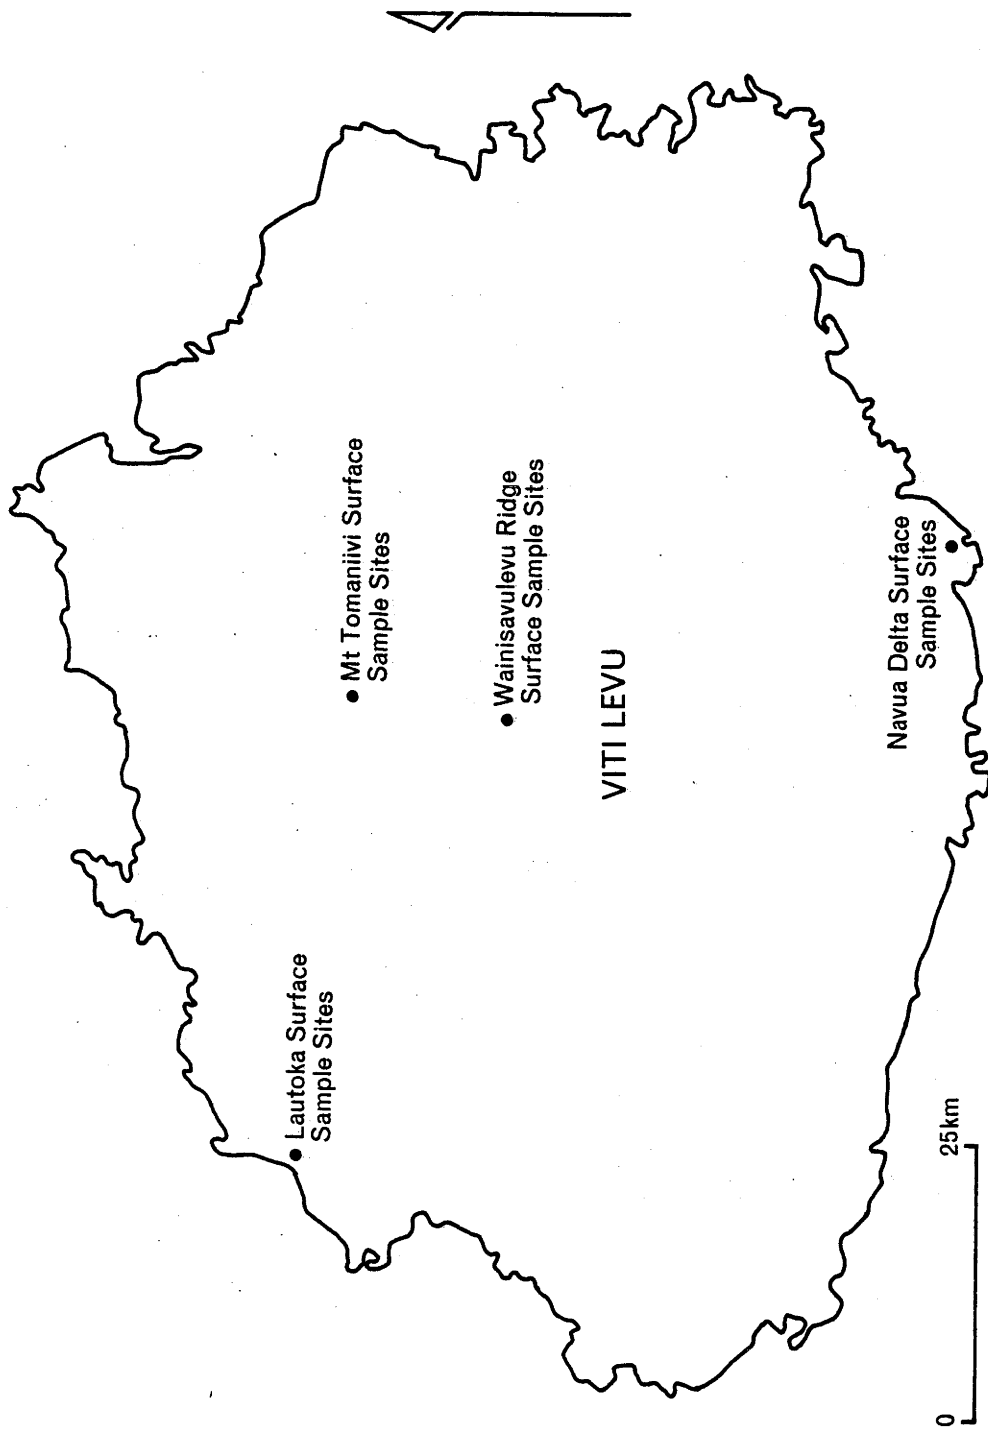 Mt Tomaniivi Surface
Sample Sites
Lautoka Surface
Sample Sites
Wainisavulevu Ridge
Surface Sample Sites
VITI LEVU
Navua Delta Surface
Sample Sites
0
25km